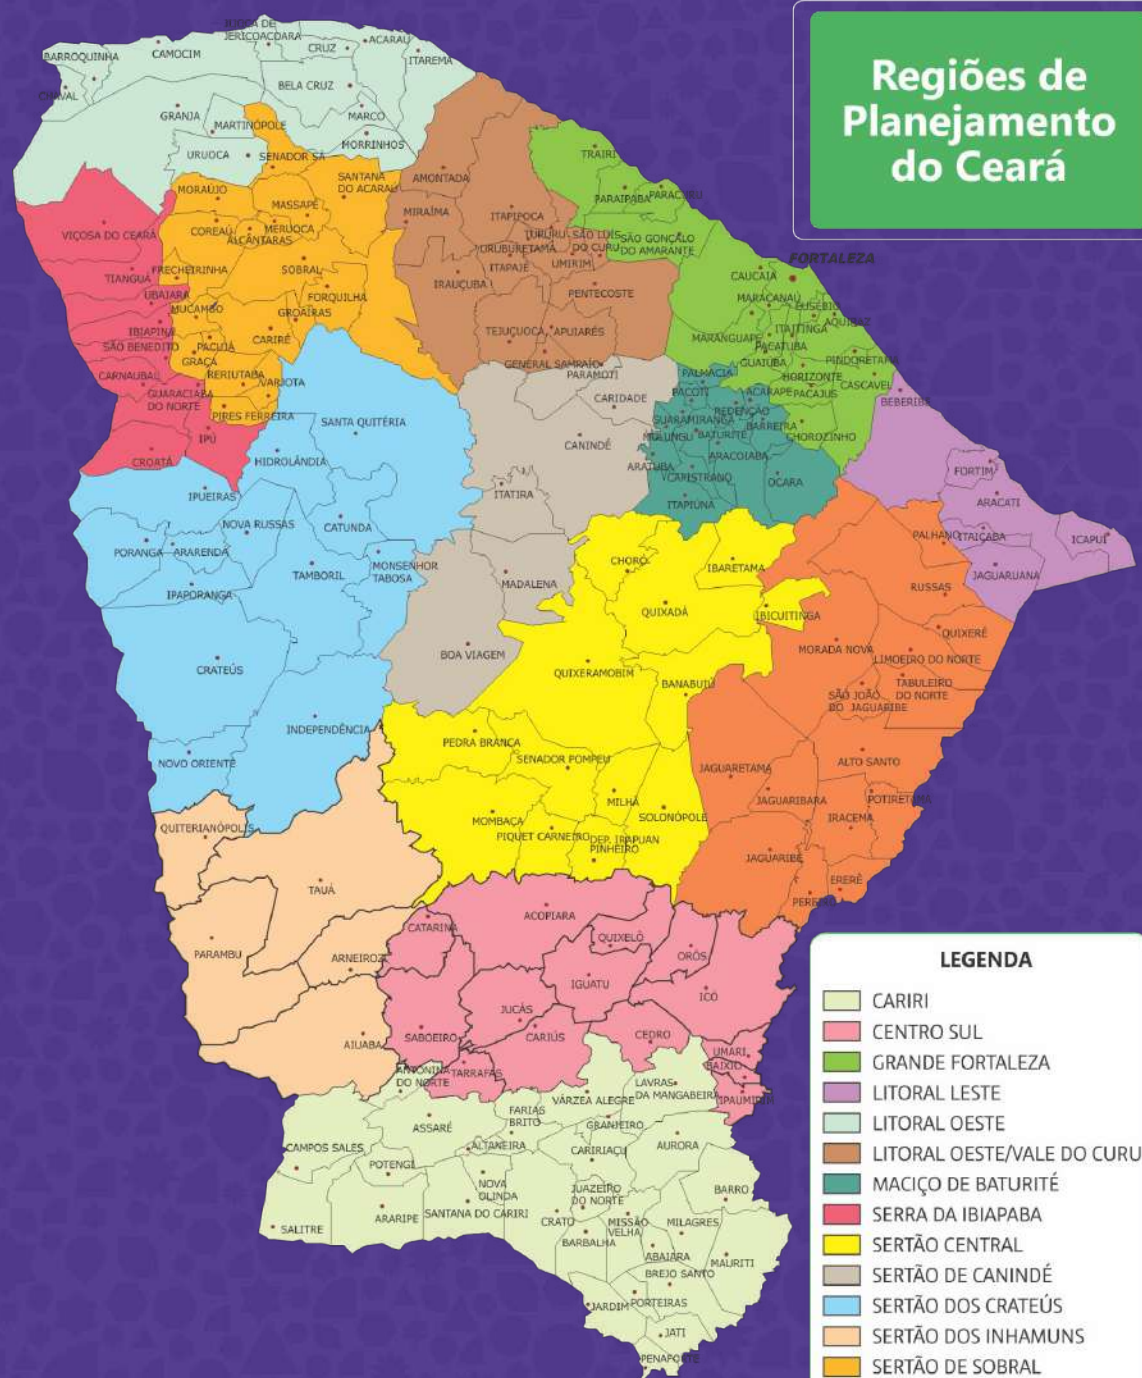 Regiões de
Planejamento
do Ceará
JERICOACOARA
CRUZ
ACARAÚ
ITAREMA
BARROQUINHA
CAMOCIM
CHAVAL
BELA CRUZ
GRANJA
MARCO
MARTINÓPOLE
MORRINHOS
URUOCA
SENADOR SÁ
TRAIRI
SANTANA
DO ACARAÚ
AMONTADA
MORAÚJO
PARAIPABA
PARACURU
MASSAPÉ
MIRAÍMA
ITAPIPOCA
VIÇOSA DO CEARÁ
COREAÚ
MERUOCA
ALCÂNTARAS
TURURU
SÃO LUIS
DO CURU
SÃO GONÇALO
DO AMARANTE
URUBURETAMA
FORTALEZA
TIANGUA
FRECHEIRINHA
SOBRAL
ITAPAJÉ
UMIRIM
CAUCAIA
IRAUÇUBA
UBAJARA
FORQUILHA
PENTECOSTE
MARACANAÚ
EUSÉBIO
MUCAMBO
GROAÍRAS
AQUIRAZ
IBIAPINA
TEJUÇUOCA
APUIARÉS
ITAITINGA
SÃO BENEDITO
PACUJÁ
CARIRÉ
MARANGUAPE
PACATUBA
GRAÇA
GENERAL SAMPAIO
GUAIÚBA
PINDORETAMA
CARNAUBAL
RERIUTABA
VARJOTA
PARAMOTI
PALMÁCIA
HORIZONTE
CASCAVEL
GUARACIABA
DO NORTE
CARIDADE
PACOTI
ACARAPE
PACAJUS
BEBERIBE
PIRES FERREIRA
SANTA QUITÉRIA
GUARAMIRANGA
REDENÇÃO
BARREIRA
IPÚ
CANINDÉ
MULUNGU
BATURITÉ
CHOROZINHO
CROATÁ
HIDROLÂNDIA
ARATUBA
ARACOIABA
FORTIM
IPUEIRAS
ITATIRA
CAPISTRANO
OCARA
ARACATI
ITAPIÚNA
NOVA RUSSAS
CATUNDA
PALHANO
ITAIÇABA
ICAPUÍ
PORANGA
ARARENDA
MONSENHOR
TABOSA
CHORÓ
IBARETAMA
TAMBORIL
MADALENA
JAGUARUANA
IPAPORANGA
RUSSAS
QUIXADÁ
IBICUITINGA
QUIXERÉ
CRATEÚS
BOA VIAGEM
QUIXERAMOBIM
MORADA NOVA
LIMOEIRO DO NORTE
BANABUIÚ
TABULEIRO
DO NORTE
SÃO JOÃO
DO JAGUARIBE
INDEPENDÊNCIA
PEDRA BRANCA
NOVO ORIENTE
SENADOR POMPEU
JAGUARETAMA
ALTO SANTO
MILHÃ
JAGUARIBARA
POTIRETAMA
QUITERIANÓPOLIS
MOMBAÇA
SOLONÓPOLE
IRACEMA
PIQUET CARNEIRO
DEP. IRAPUAN
PINHEIRO
JAGUARIBE
TAUÁ
ERERÊ
PEREIRO
CATARINA
ACOPIARA
QUIXELÔ
PARAMBU
ARNEIROZ
ORÓS
IGUATU
ICÓ
JUCÁS
AIUABA
SABOEIRO
CARIÚS
CEDRO
UMARI
BAIXIO
ANTONINA
DO NORTE
TARRAFAS
IPAUMIRIM
VÁRZEA ALEGRE
LAVRAS
DA MANGABEIRA
FARIAS
BRITO
ASSARÉ
GRANJEIRO
CAMPOS SALES
ALTANEIRA
AURORA
CARIRIAÇU
POTENGI
NOVA
OLINDA
JUAZEIRO
DO NORTE
BARRO
ARARIPE
SANTANA DO CARIRI
CRATO
MISSÃO
VELHA
MILAGRES
SALITRE
BARBALHA
ABAIARA
MAURITI
BREJO SANTO
JARDIM
PORTEIRAS
JATI
PENAFORTE
LEGENDA
CARIRI
CENTRO SUL
GRANDE FORTALEZA
LITORAL LESTE
LITORAL OESTE
LITORAL OESTE/VALE DO CURU
MACIÇO DE BATURITÉ
SERRA DA IBIAPABA
SERTÃO CENTRAL
SERTÃO DE CANINDÉ
SERTÃO DOS CRATEÚS
SERTÃO DOS INHAMUNS
SERTÃO DE SOBRAL